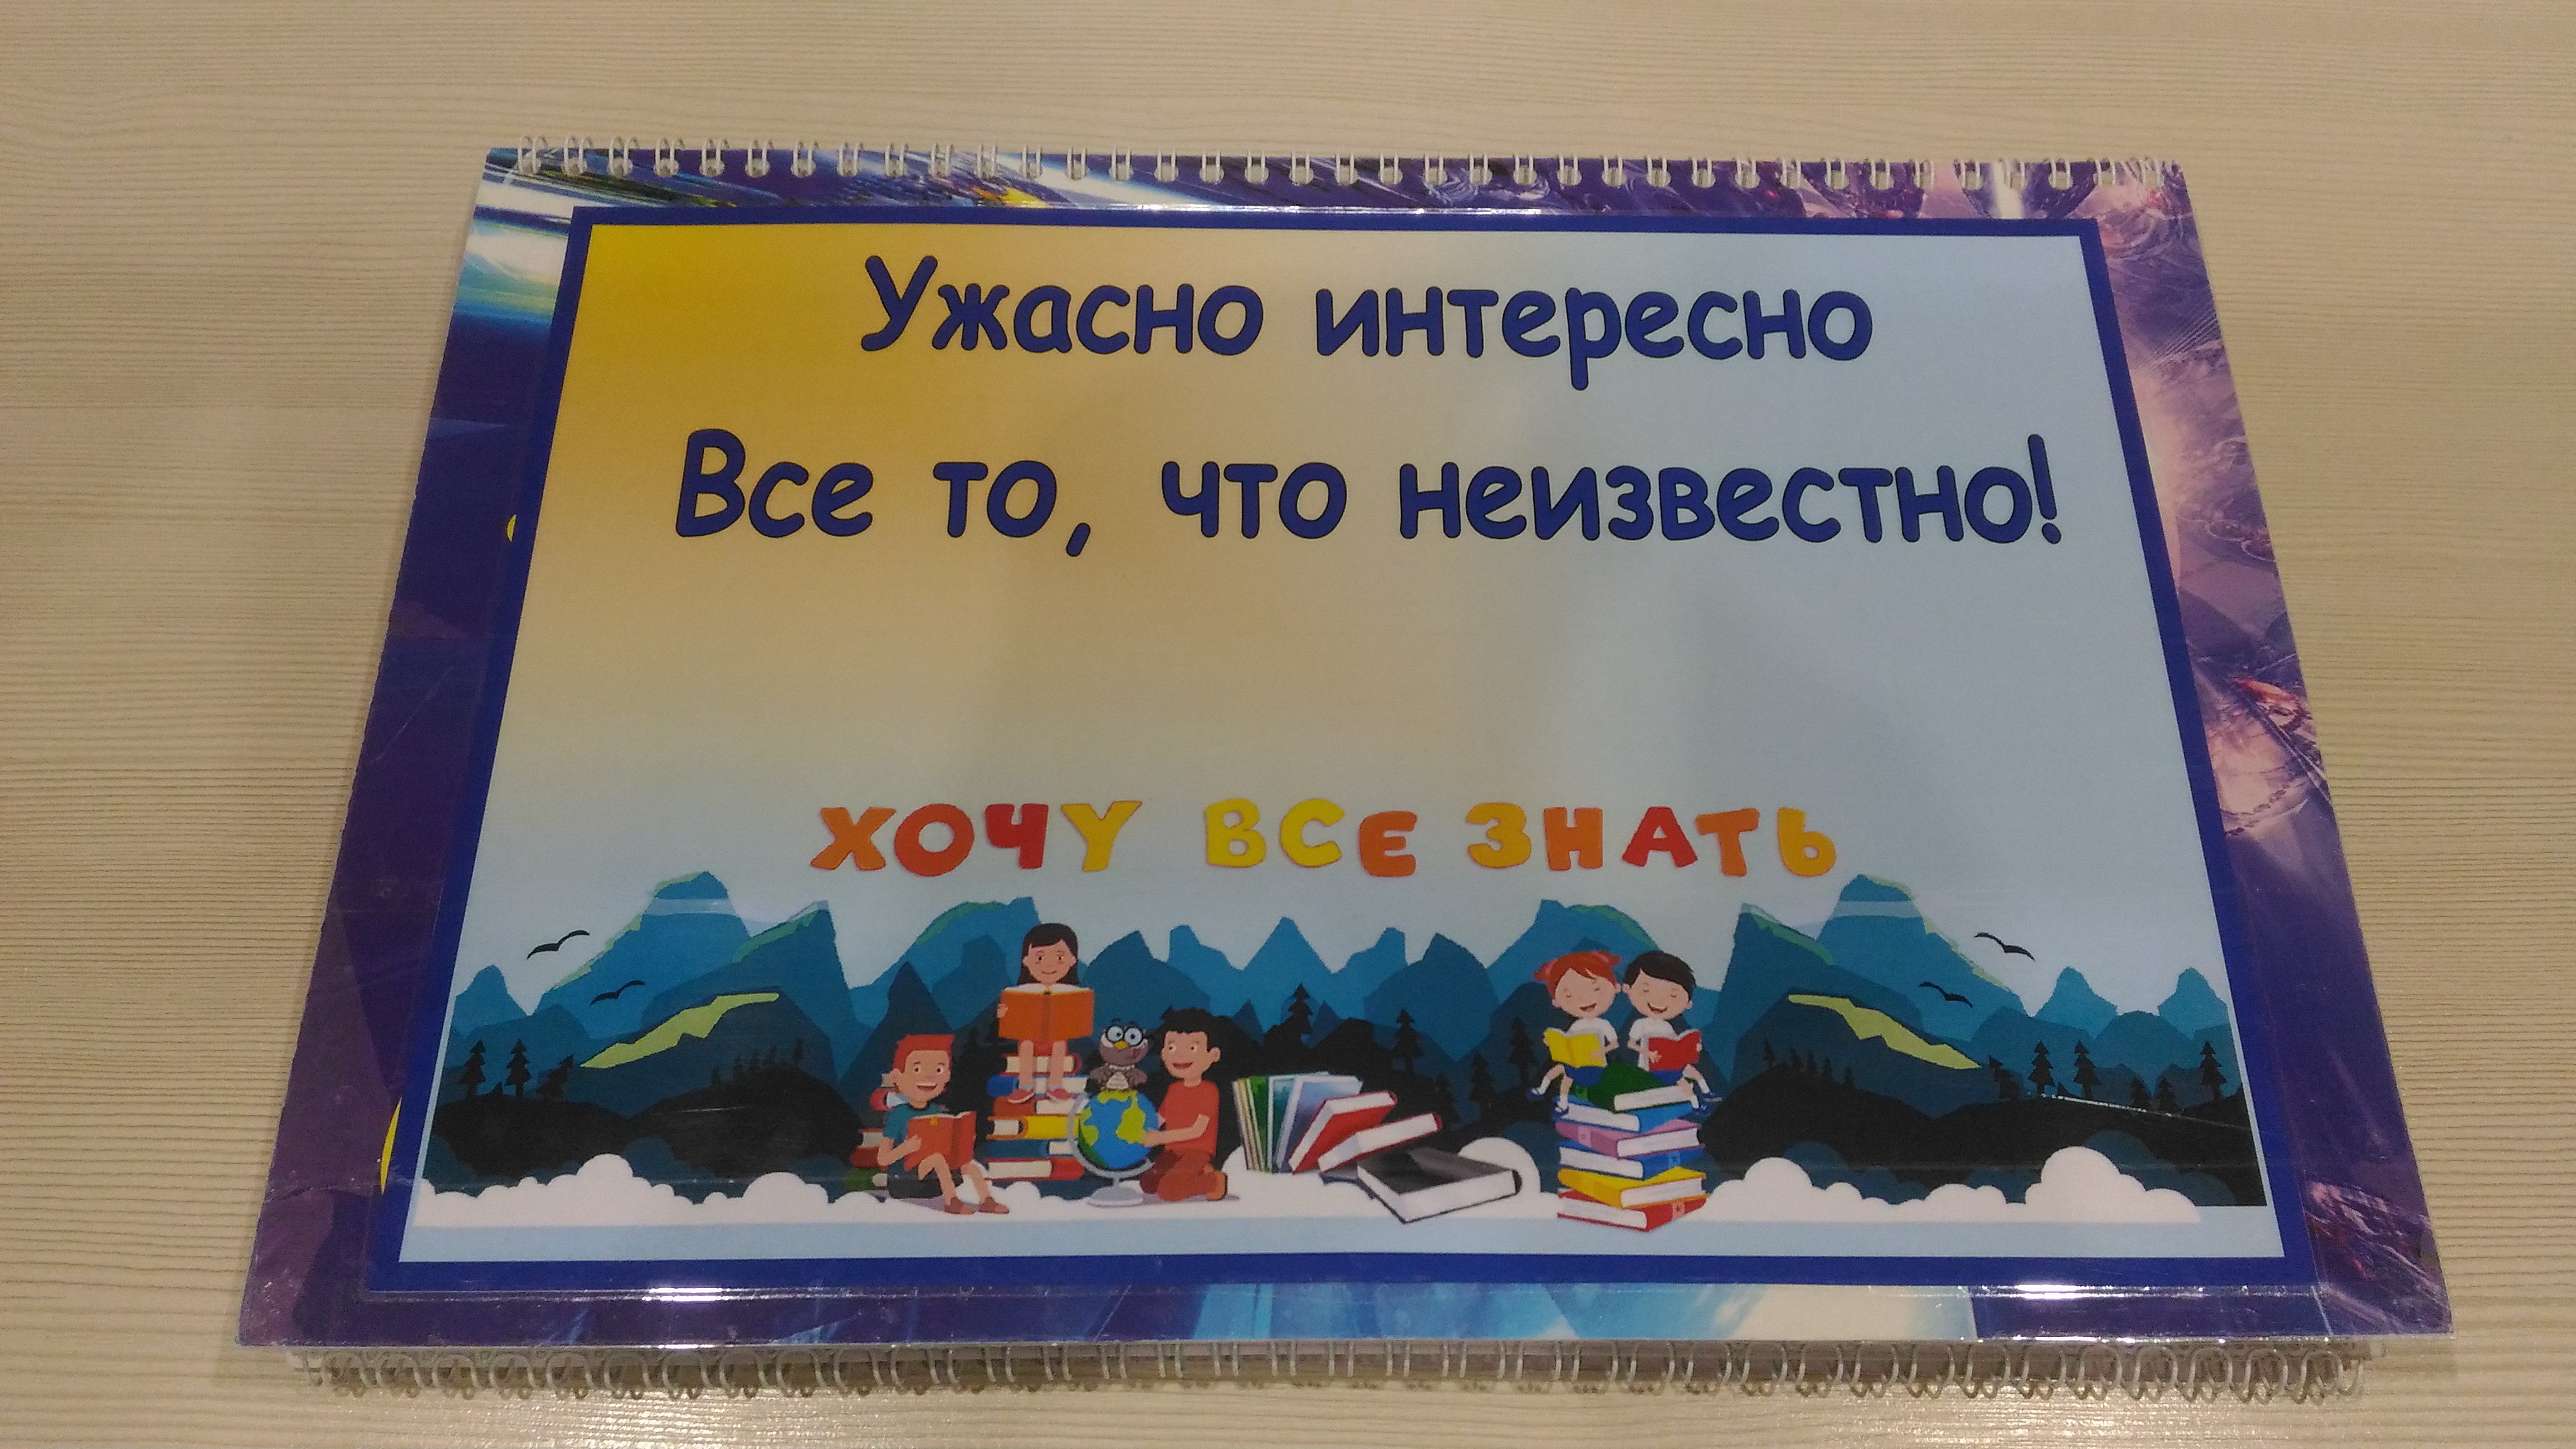 Ужасно интересно
Все то, что неизвестно!
ХОЧУ ВСЕ ЗНАТЬ